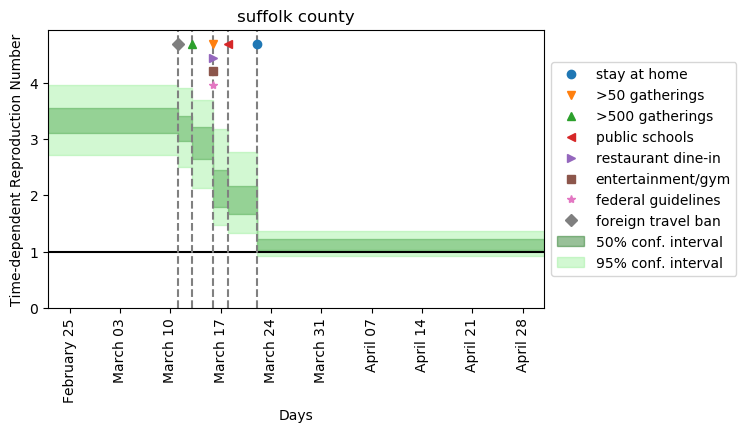 suffolk county
Time-dependent Reproduction Number
4
3
2
1
0
February 25
March 03
March 10
March 17
March 24
March 31
April 07
April 14
April 21
April 28
Days
stay at home
>50 gatherings
>500 gatherings
public schools
restaurant dine-in
entertainment/gym
federal guidelines
foreign travel ban
50% conf. interval
95% conf. interval